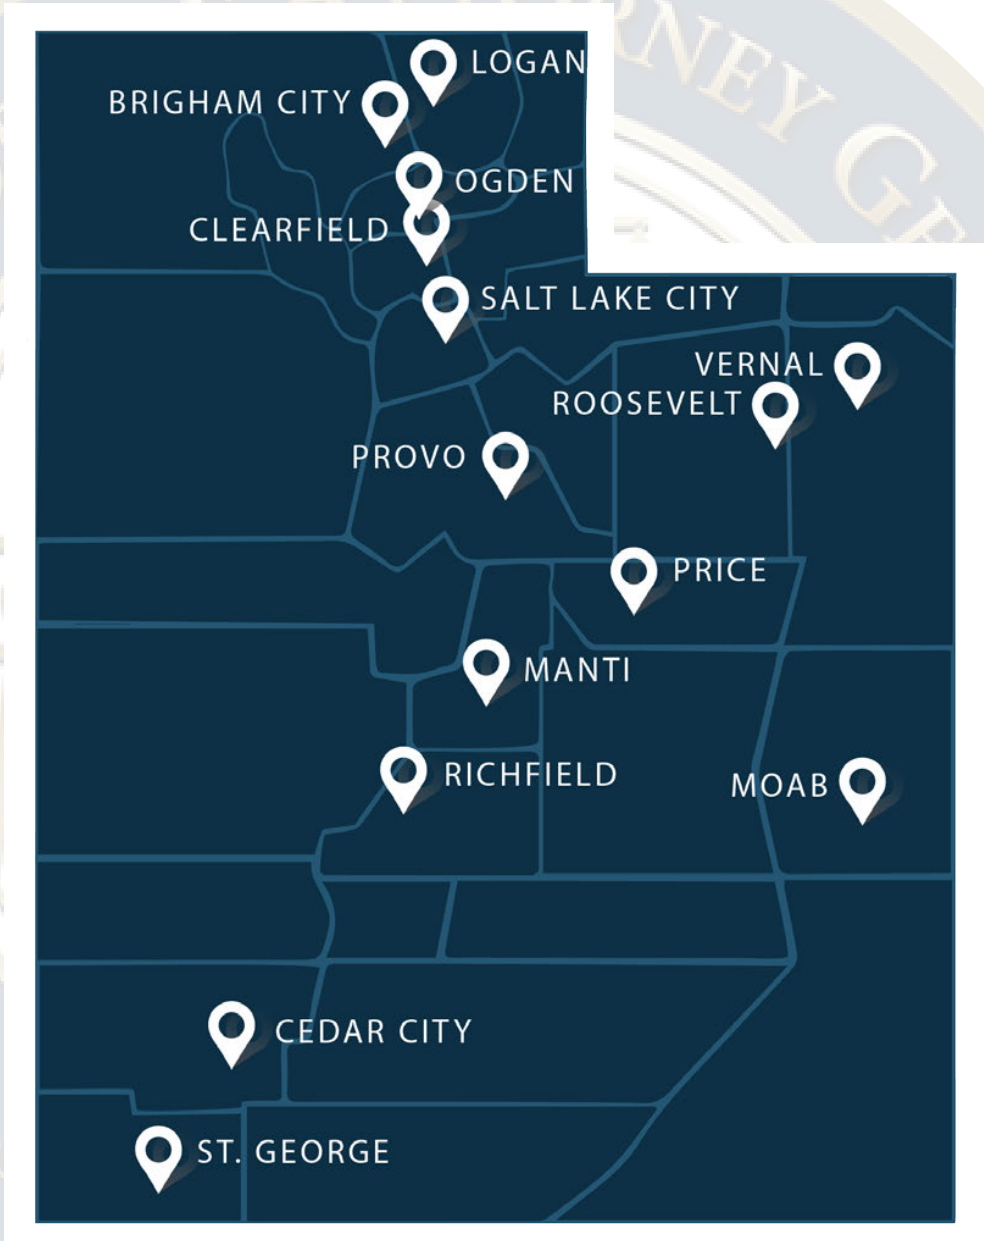 LOGAN
BRIGHAM CITY
OGDEN
CLEARFIELD
SALT LAKE CITY
VERNAL
ROOSEVELT
PROVO
PRICE
MANTI
RICHFIELD
MOAB
CEDAR CITY
ST. GEORGE